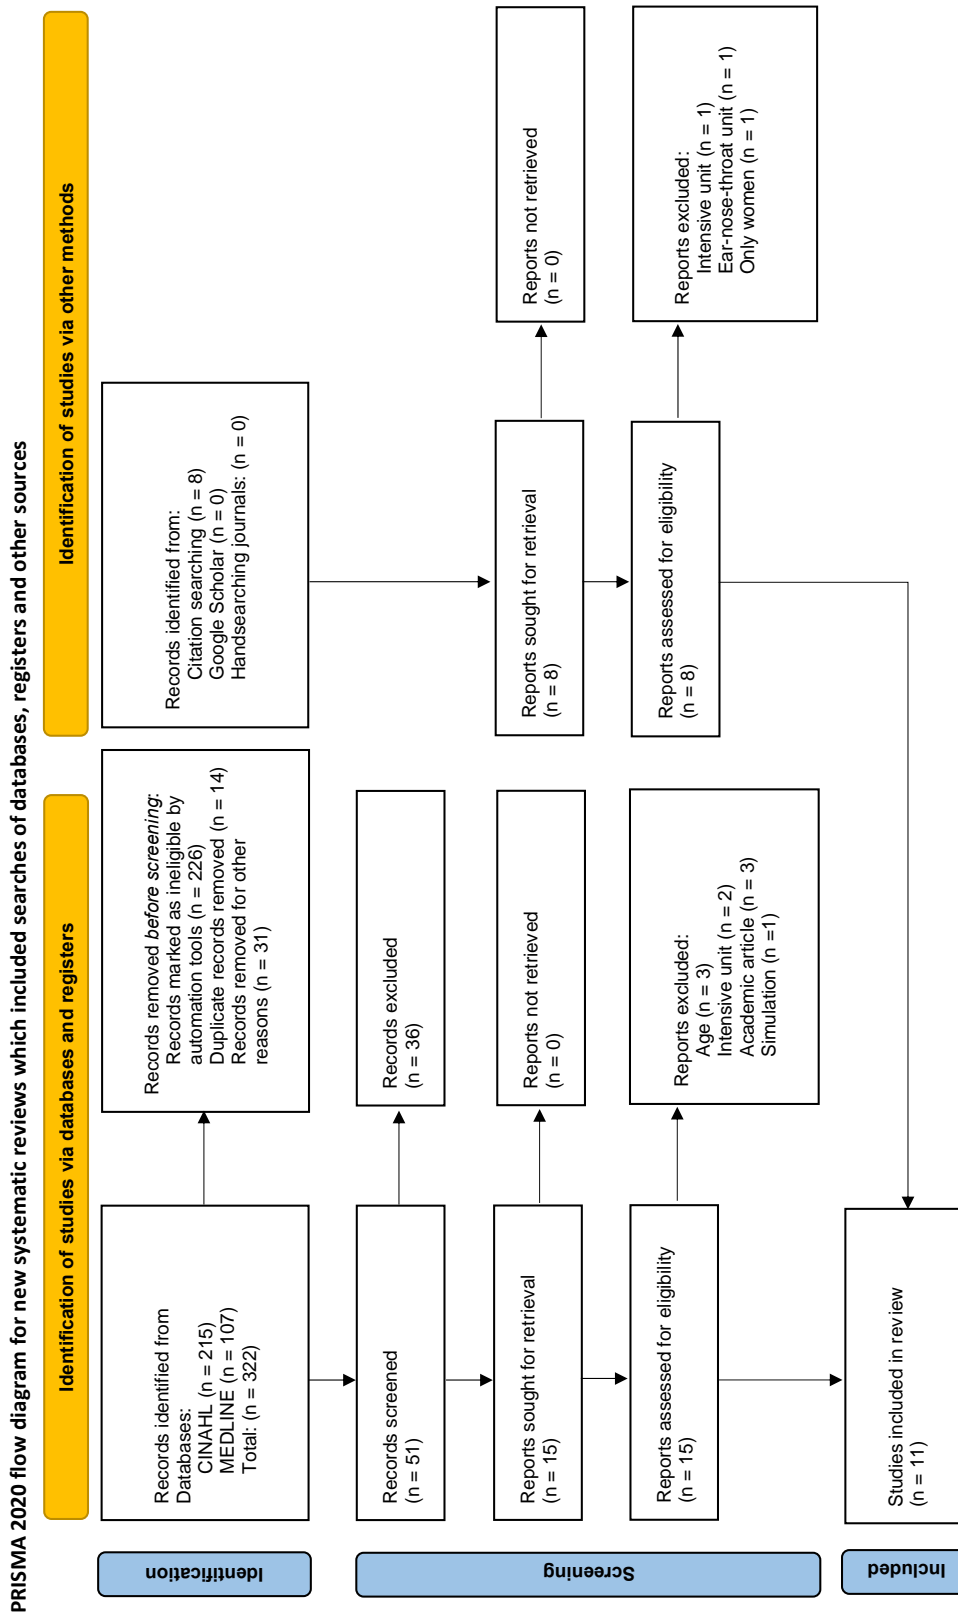 PRISMA 2020 flow diagram for new systematic reviews which included searches of databases, registers and other sources
Identification of studies via databases and registers
Identification of studies via other methods
Identification
Records identified from
Databases:
CINAHL (n = 215)
MEDLINE (n = 107)
Total: (n = 322)
Records removed before screening:
Records marked as ineligible by
automation tools (n = 226)
Duplicate records removed (n = 14)
Records removed for other
reasons (n = 31)
Records identified from:
Citation searching (n = 8)
Google Scholar (n = 0)
Handsearching journals: (n = 0)
Screening
Records screened
(n = 51)
Records excluded
(n = 36)
Reports sought for retrieval
(n = 15)
Reports not retrieved
(n = 0)
Reports sought for retrieval
(n = 8)
Reports not retrieved
(n = 0)
Reports assessed for eligibility
(n = 15)
Reports excluded:
Age (n = 3)
Intensive unit (n = 2)
Academic article (n = 3)
Simulation (n =1)
Reports assessed for eligibility
(n = 8)
Reports excluded:
Intensive unit (n = 1)
Ear-nose-throat unit (n = 1)
Only women (n = 1)
Included
Studies included in review
(n = 11)